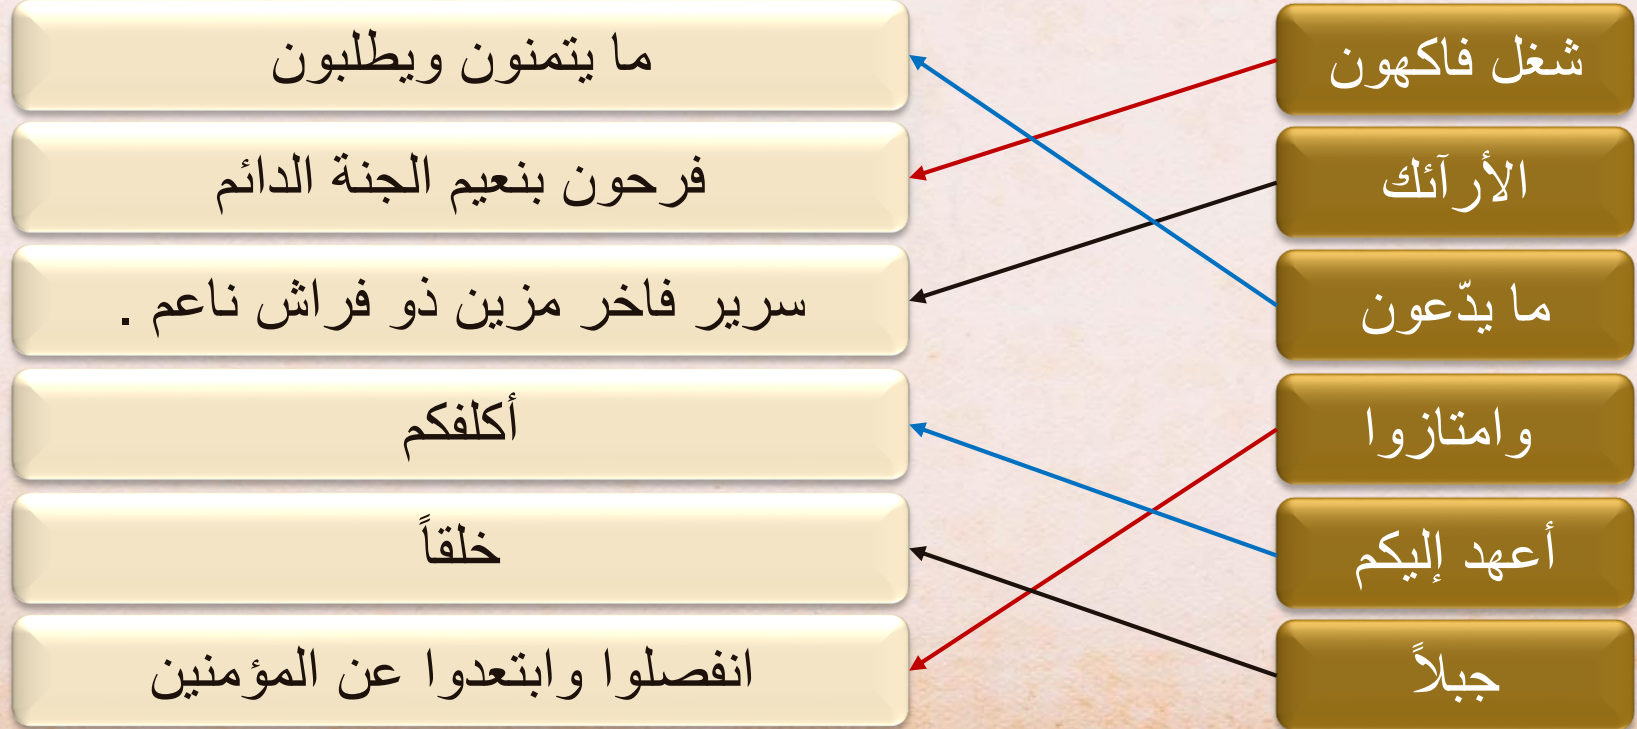 شغل فاكهون
ما يتمنون ويطلبون
الأرآئك
فرحون بنعيم الجنة الدائم
ما يدّعون
سرير فاخر مزين ذو فراش ناعم .
وامتازوا
أكلفكم
أعهد إليكم
خلقاً
جبلاً
انفصلوا وابتعدوا عن المؤمنين